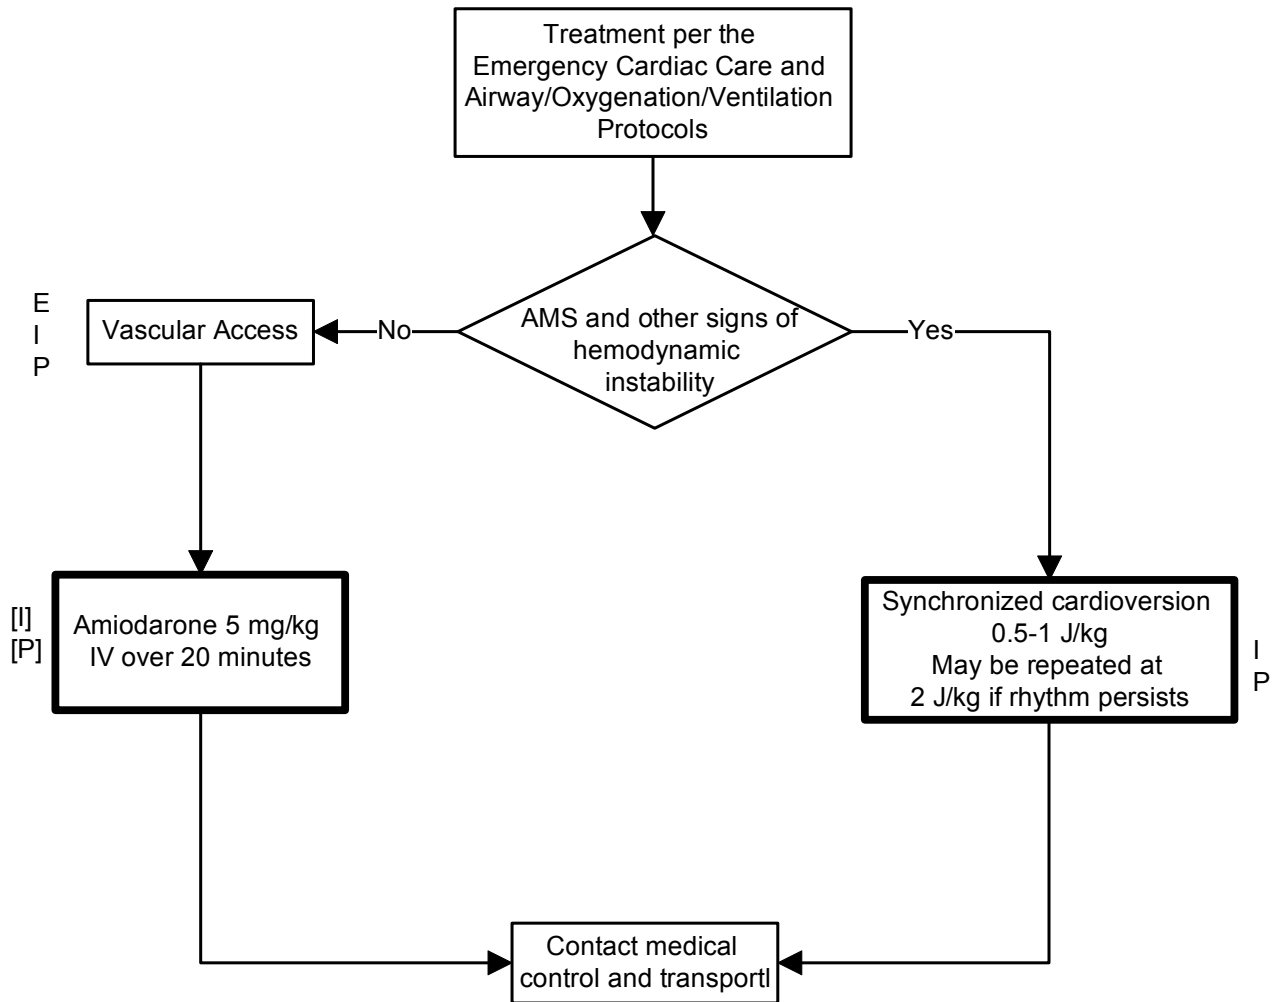 Treatment per the
Emergency Cardiac Care and
Airway/Oxygenation/Ventilation
Protocols
AMS and other signs of
hemodynamic
instability
No
Yes
E
I
P
Vascular Access
[I]
[P]
Amiodarone 5 mg/kg
IV over 20 minutes
Synchronized cardioversion
0.5-1 J/kg
May be repeated at
2 J/kg if rhythm persists
I
P
Contact medical
control and transportl